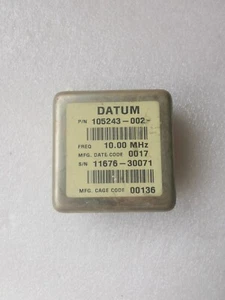 DATUM
P/N 105243-002-
FREQ 10.00 MHz
MFG. DATE CODE 0017
S/N 11676-30071
MFG. CAGE CODE 00136